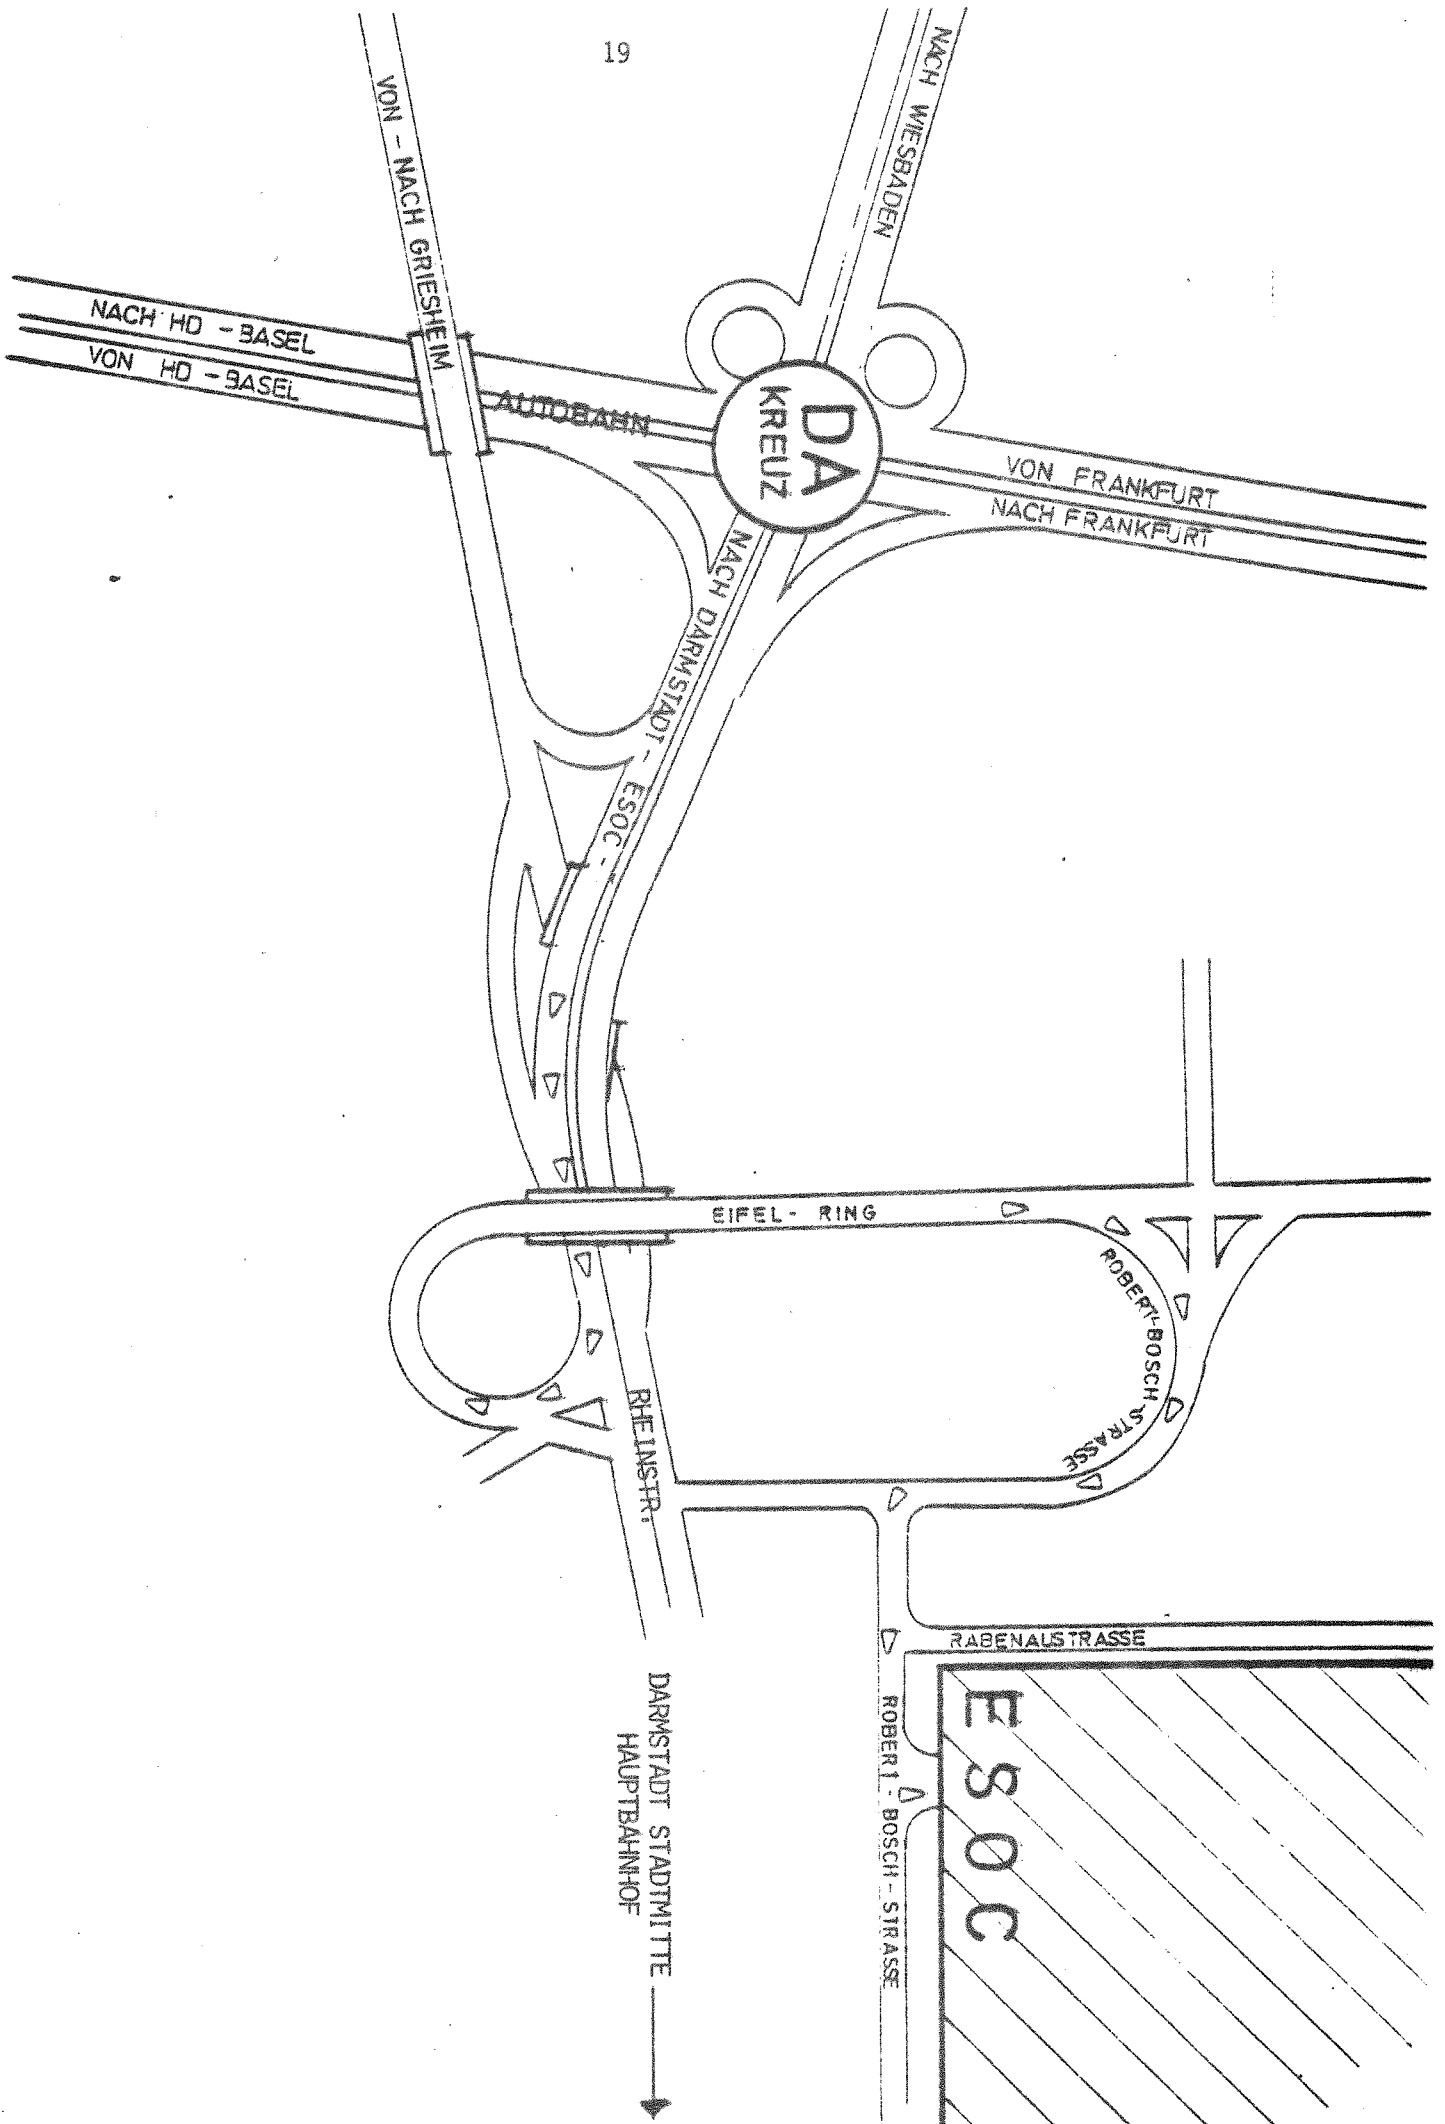 19
NACH WIESBADEN
VON - NACH GRIESHEIM
NACH HD - BASEL
VON HD - BASEL
AUTOBAHN
DA
KREUZ
VON FRANKFURT
NACH FRANKFURT
NACH DARMSTADT - ESOC -
EIFEL - RING
ROBERT-BOSCH-STRASSE
RHEINSTR.
RABENAUSTRASSE
ESOC
ROBERT - BOSCH - STRASSE
DARMSTADT STADTMITTE
HAUPTBAHNHOF